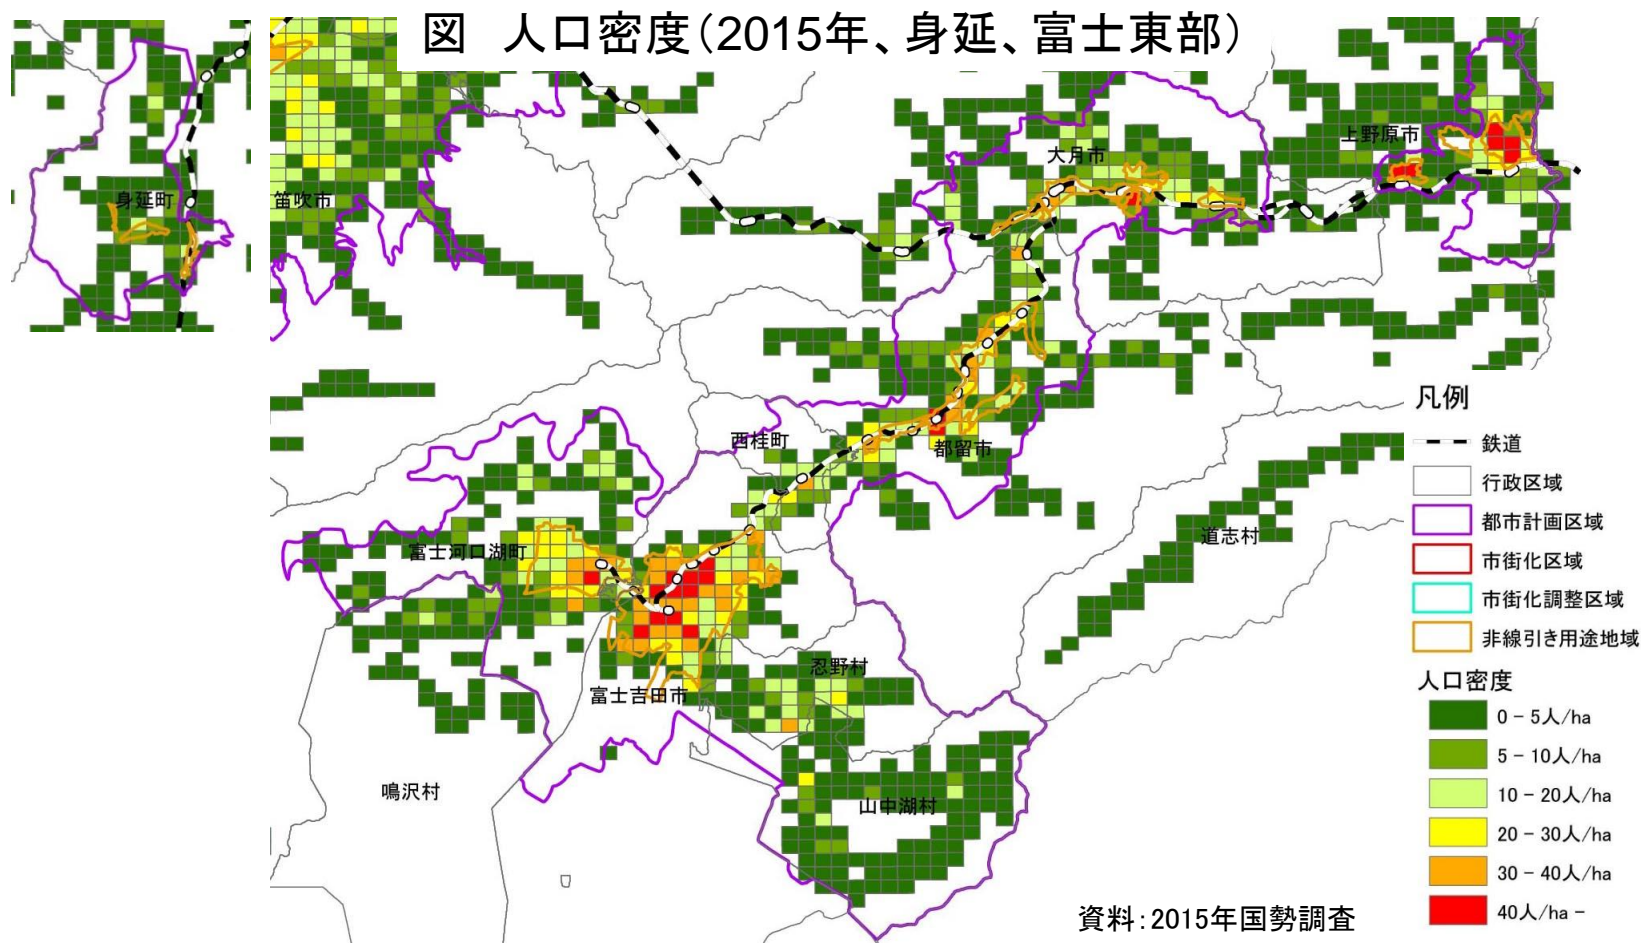 図　人口密度（2015年、身延、富士東部）
上野原市
大月市
身延町
笛吹市
西桂町
都留市
道志村
富士河口湖町
忍野村
富士吉田市
鳴沢村
山中湖村
凡例
鉄道
行政区域
都市計画区域
市街化区域
市街化調整区域
非線引き用途地域
人口密度
0 − 5人/ha
5 − 10人/ha
10 − 20人/ha
20 − 30人/ha
30 − 40人/ha
40人/ha −
資料：2015年国勢調査